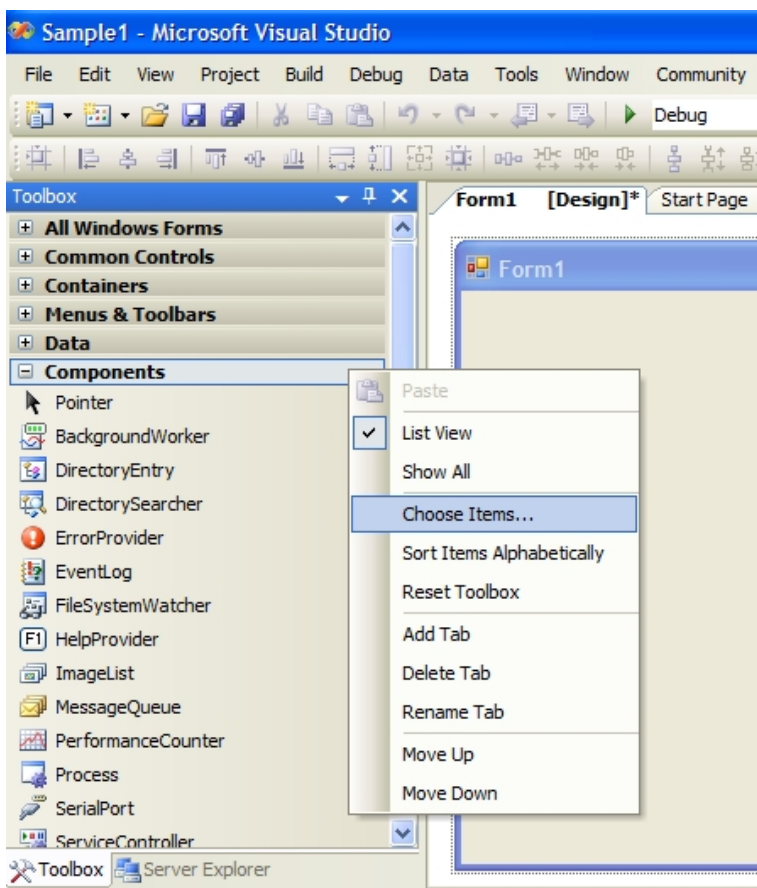 Sample1 - Microsoft Visual Studio
File Edit View Project Build Debug Data Tools Window Community
Debug
Toolbox
Form1 [Design]* Start Page
All Windows Forms
Common Controls
Containers
Menus & Toolbars
Data
Components
Pointer
BackgroundWorker
DirectoryEntry
DirectorySearcher
ErrorProvider
EventLog
FileSystemWatcher
F1 HelpProvider
ImageList
MessageQueue
PerformanceCounter
Process
SerialPort
ServiceController
Toolbox Server Explorer
Form1
Paste
List View
Show All
Choose Items...
Sort Items Alphabetically
Reset Toolbox
Add Tab
Delete Tab
Rename Tab
Move Up
Move Down